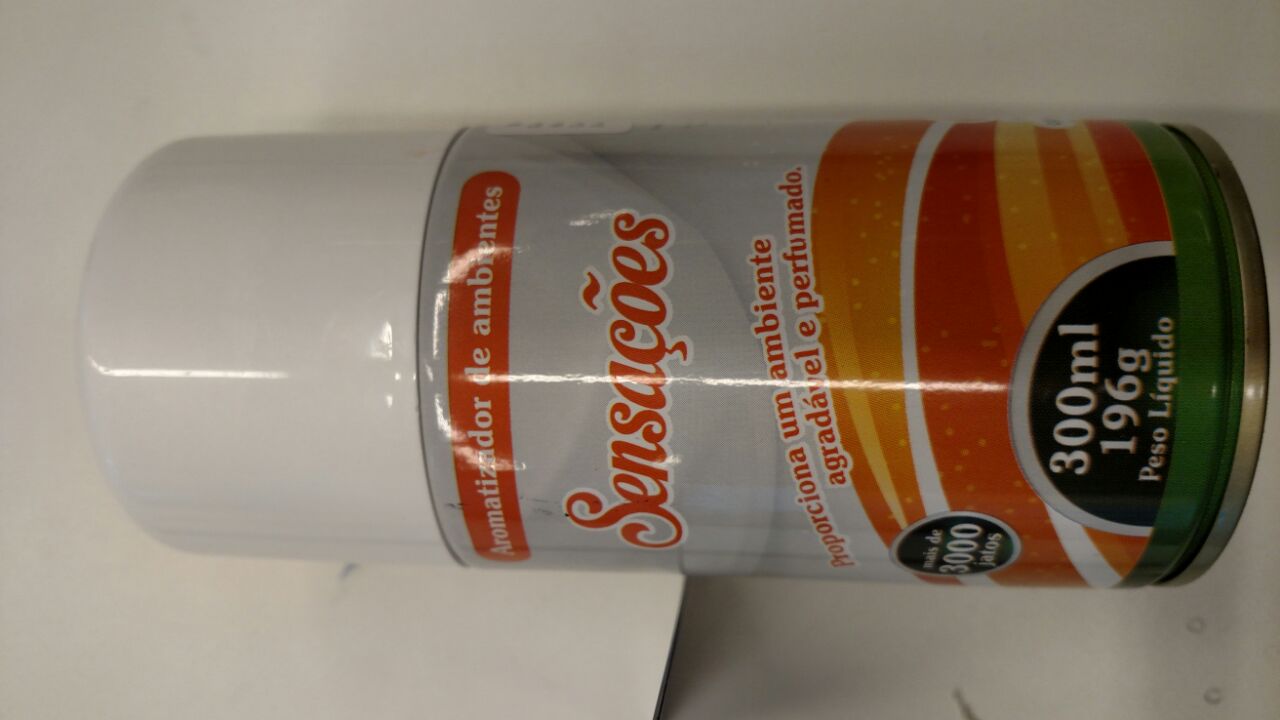 Aromatizador de ambientes
Sensações
Proporciona um ambiente
agradável e perfumado.
mais de
3000
jatos
300ml
196g
Peso Líquido